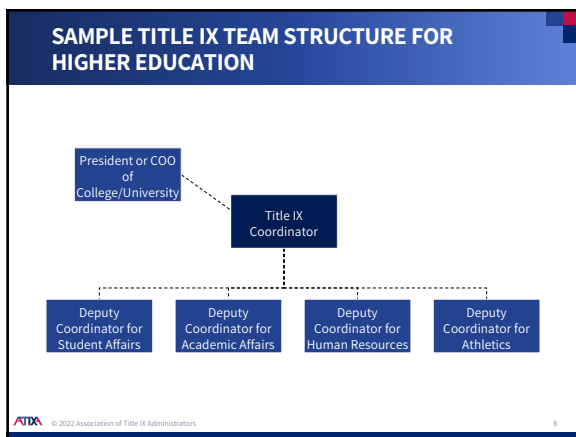 SAMPLE TITLE IX TEAM STRUCTURE FOR
HIGHER EDUCATION
President or COO
of
College/University
Title IX
Coordinator
Deputy
Coordinator for
Student Affairs
Deputy
Coordinator for
Academic Affairs
Deputy
Coordinator for
Human Resources
Deputy
Coordinator for
Athletics
ATIXA © 2022 Association of Title IX Administrators
8